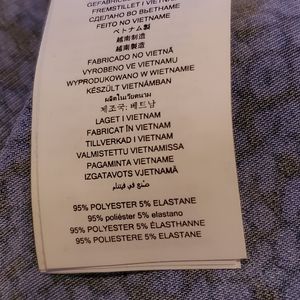 FREMSTILLET I VIETNAM
СДЕЛАНО ВО ВЬЕТНАМЕ
FEITO NO VIETNAME
ベトナム製
越南制造
越南製造
FABRICADO NO VIETNÃ
VYROBENO VE VIETNAMU
WYPRODUKOWANO W WIETNAMIE
KÉSZÜLT VIETNÁMBAN
ผลิตในเวียดนาม
제조국: 베트남
LAGET I VIETNAM
FABRICAT ÎN VIETNAM
TILLVERKAD I VIETNAM
VALMISTETTU VIETNAMISSA
PAGAMINTA VIETNAME
IZGATAVOTS VJETNAMĀ
صنع في فيتنام
95% POLYESTER 5% ELASTANE
95% poliéster 5% elastano
95% POLYESTER 5% ÉLASTHANNE
95% POLIESTERE 5% ELASTANE